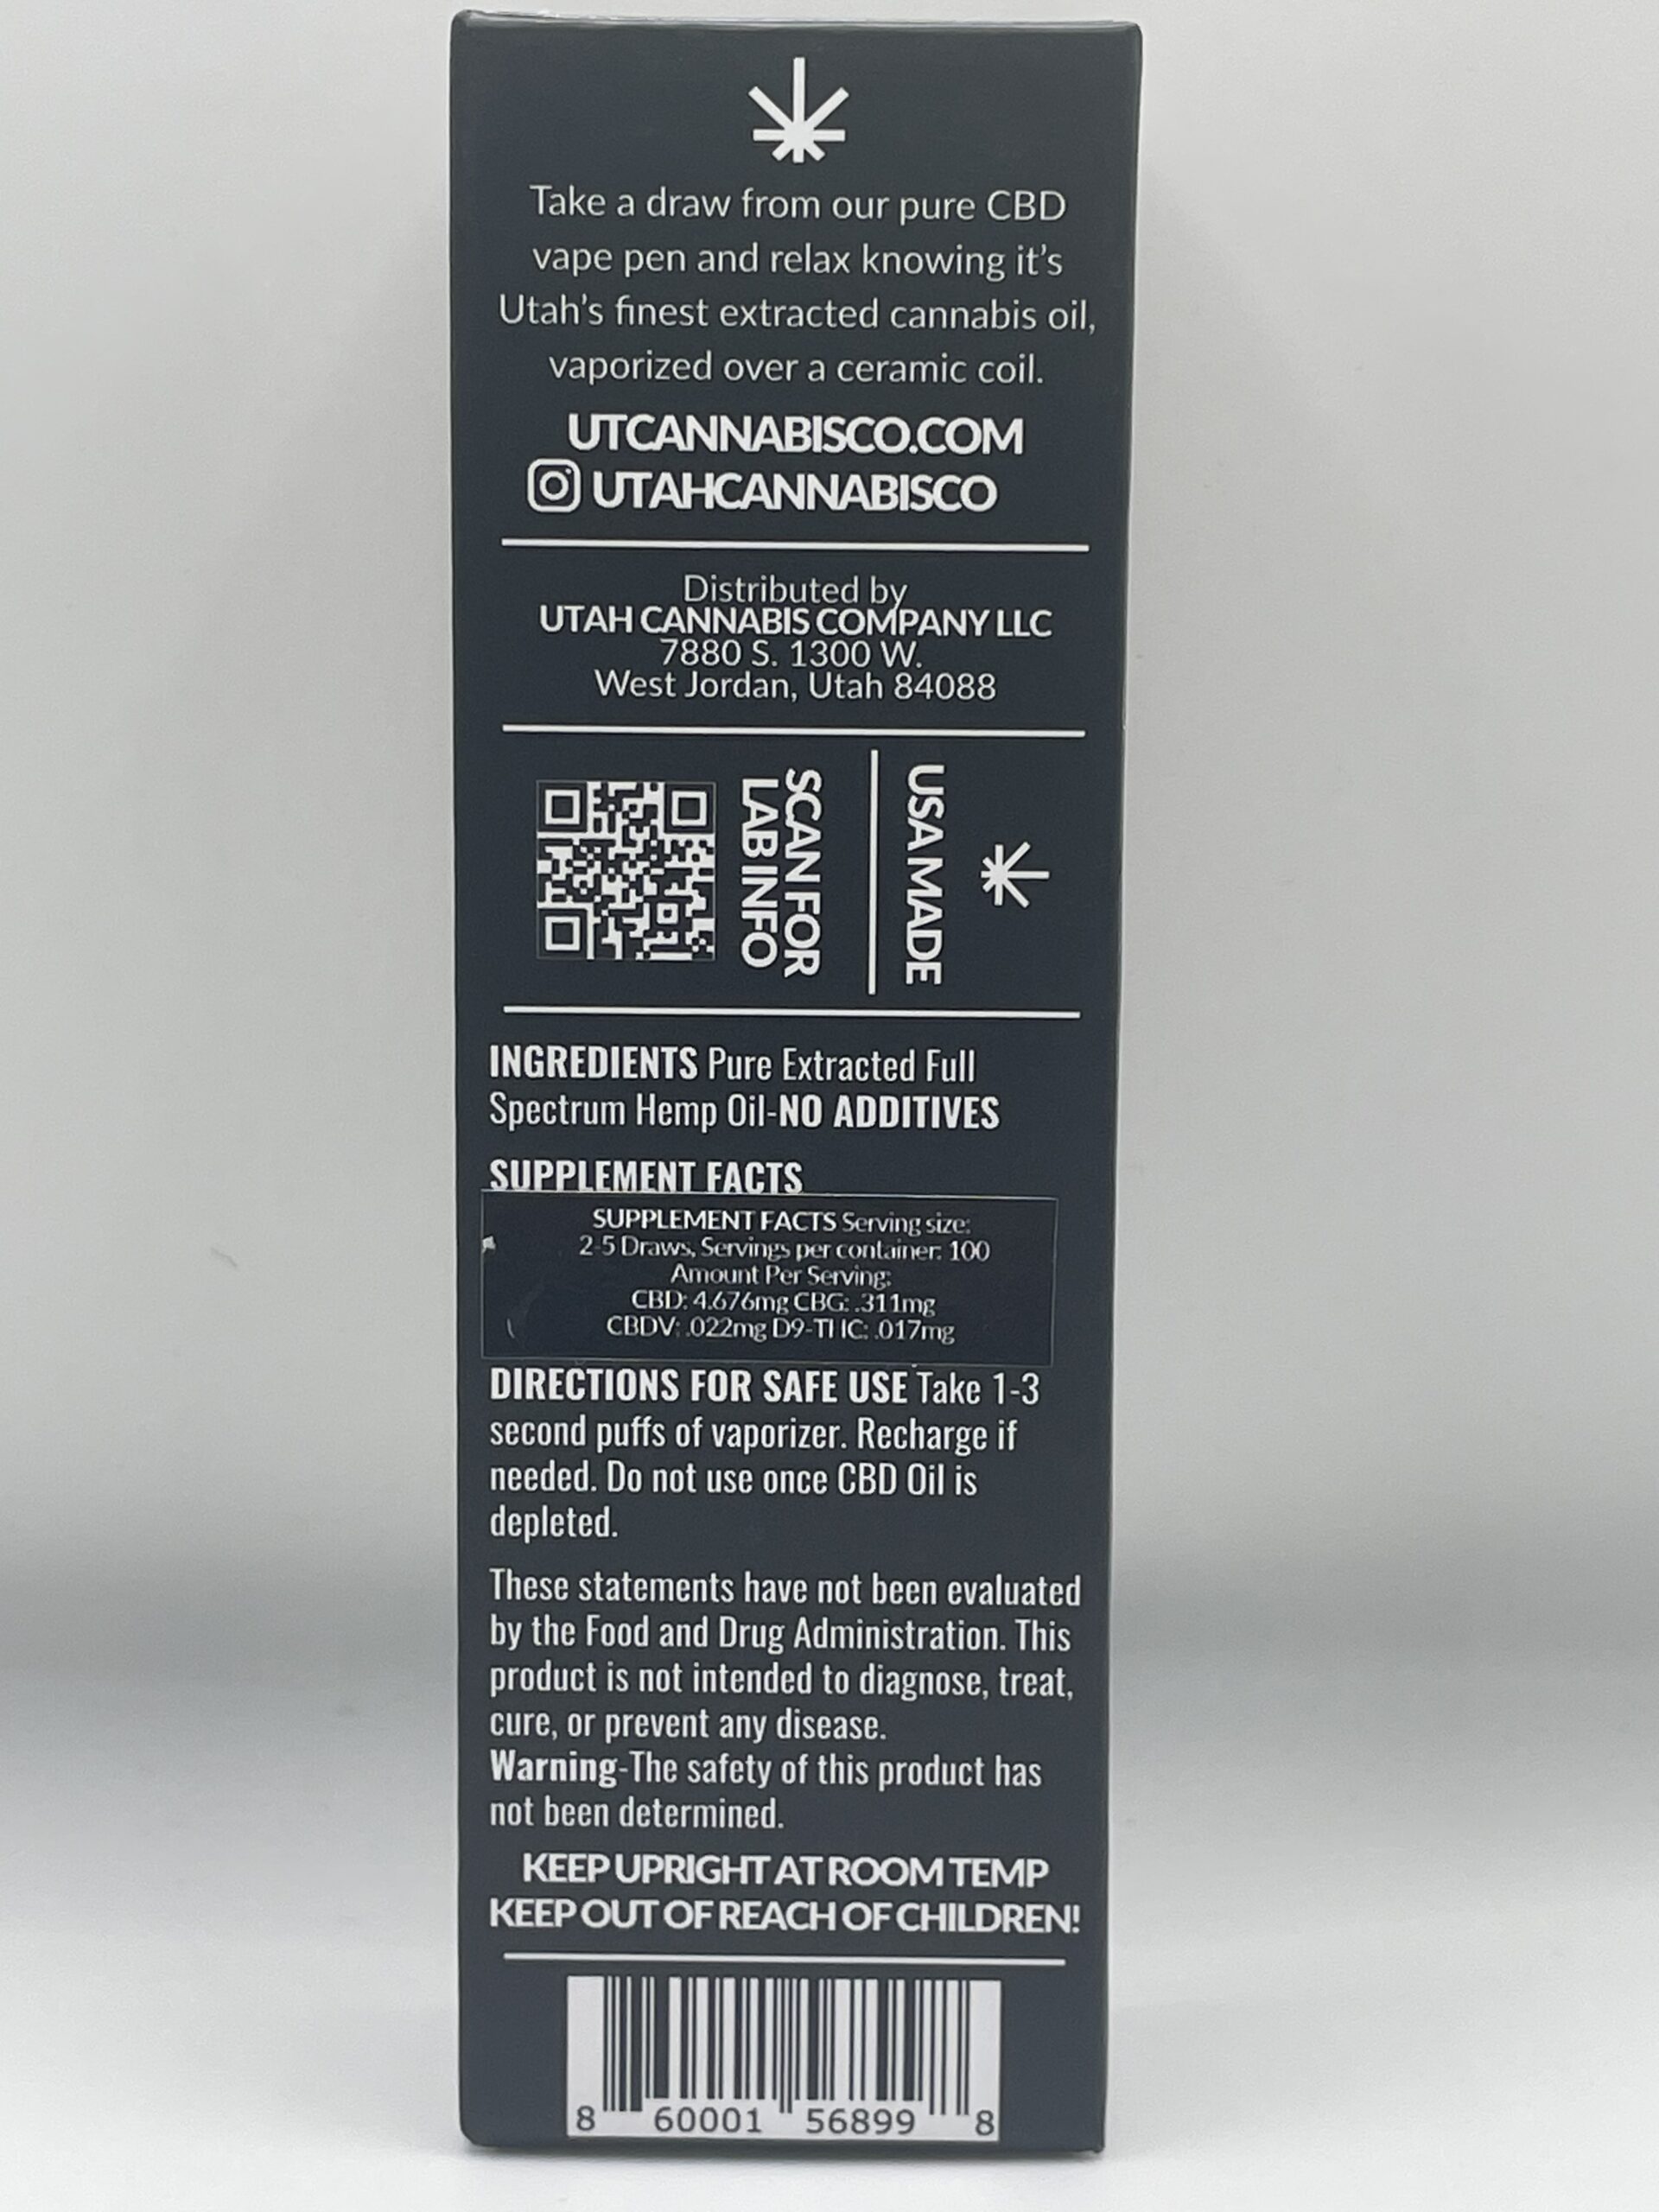 Take a draw from our pure CBD
vape pen and relax knowing it's
Utah's finest extracted cannabis oil,
vaporized over a ceramic coil.
UTCANNABISCO.COM
UTAHCANNABISCO
Distributed by
UTAH CANNABIS COMPANY LLC
7880 S. 1300 W.
West Jordan, Utah 84088
SCAN FOR
LAB INFO
USA MADE
INGREDIENTS Pure Extracted Full
Spectrum Hemp Oil-NO ADDITIVES
SUPPLEMENT FACTS
SUPPLEMENT FACTS Serving size:
2-5 Draws, Servings per container: 100
Amount Per Serving:
CBD: 4.676mg CBG: .311mg
CBDV: .022mg D9-THC: .017mg
DIRECTIONS FOR SAFE USE Take 1-3
second puffs of vaporizer. Recharge if
needed. Do not use once CBD Oil is
depleted.
These statements have not been evaluated
by the Food and Drug Administration. This
product is not intended to diagnose, treat,
cure, or prevent any disease.
Warning-The safety of this product has
not been determined.
KEEP UPRIGHT AT ROOM TEMP
KEEP OUT OF REACH OF CHILDREN!
8 60001 56899 8